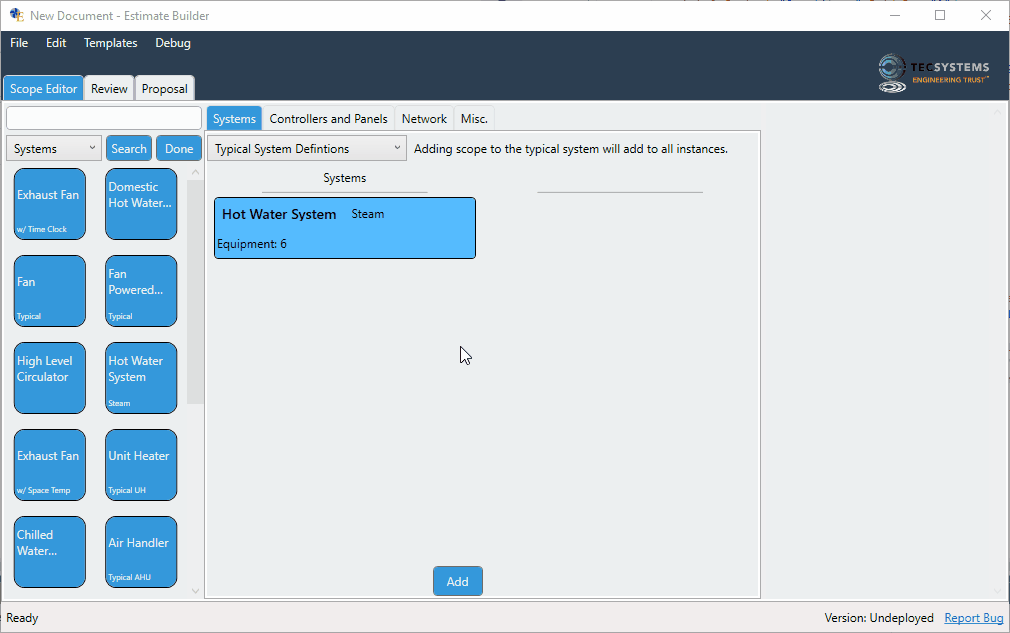 New Document - Estimate Builder
File Edit Templates Debug
TECSYSTEMS
ENGINEERING TRUST™
Scope Editor Review Proposal
Systems Controllers and Panels Network Misc.
Systems Search Done
Typical System Defintions Adding scope to the typical system will add to all instances.
Systems
Hot Water System Steam
Equipment: 6
Exhaust Fan
w/ Time Clock
Domestic
Hot Water...
Fan
Typical
Fan
Powered...
Typical
High Level
Circulator
Hot Water
System
Steam
Exhaust Fan
w/ Space Temp
Unit Heater
Typical UH
Chilled
Water...
Air Handler
Typical AHU
Add
Ready Version: Undeployed Report Bug